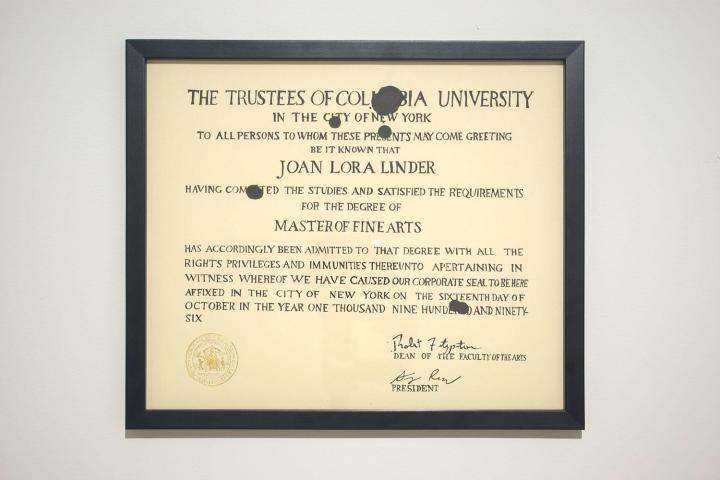 THE TRUSTEES OF COL BIA UNIVERSITY
IN THE C TY OF NEW YORK
TO ALL PERSONS TO WHOM THESE PRESENTS MAY COME GREETING
BE IT KNOWN THAT
JOAN LORA LINDER
HAVING COM TED THE STUDIES AND SATISFIED THE REQUIREMENTS
FOR THE DEGREE OF
MASTER OF FINE ARTS
HAS ACCORDINGLY BEEN ADMITTED TO THAT DEGREE WITH ALL THE
RIGHTS PRIVILEGES AND IMMUNITIES THEREUNTO APERTAINING IN
WITNESS WHEREOF WE HAVE CAUSED OUR CORPORATE SEAL TO BE HERE
AFFIXED IN THE CITY OF NEW YORK ON THE SIXTEENTH DAY OF
OCTOBER IN THE YEAR ONE THOUSAND NINE HUNDRED AND NINETY-
SIX
DEAN OF THE FACULTY OF THE ARTS
PRESIDENT